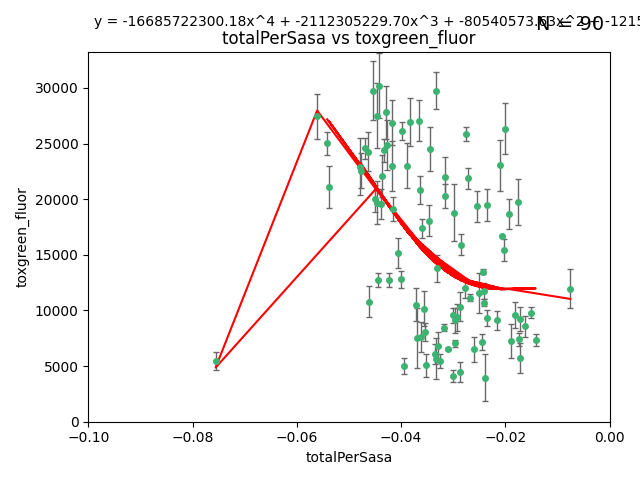 y = -16685722300.18x^4 + -2112305229.70x^3 + -80540573.63x^2 + -1215
N = 90
totalPerSasa vs toxgreen_fluor
30000
25000
20000
15000
10000
5000
0
toxgreen_fluor
−0.10 −0.08 −0.06 −0.04 −0.02 0.00
totalPerSasa